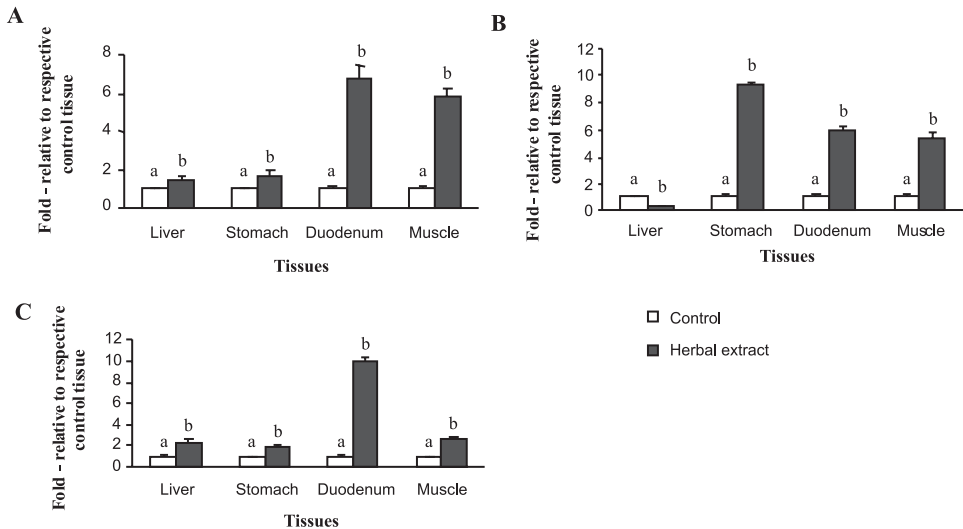 A
Fold - relative to respective
control tissue
8
6
4
2
0
a b a b a b a b
Liver Stomach Duodenum Muscle
Tissues
B
Fold - relative to respective
control tissue
12
10
8
6
4
2
0
a b a b a b a b
Liver Stomach Duodenum Muscle
Tissues
Control
Herbal extract
C
Fold - relative to respective
control tissue
12
10
8
6
4
2
0
a b a b a b a b
Liver Stomach Duodenum Muscle
Tissues